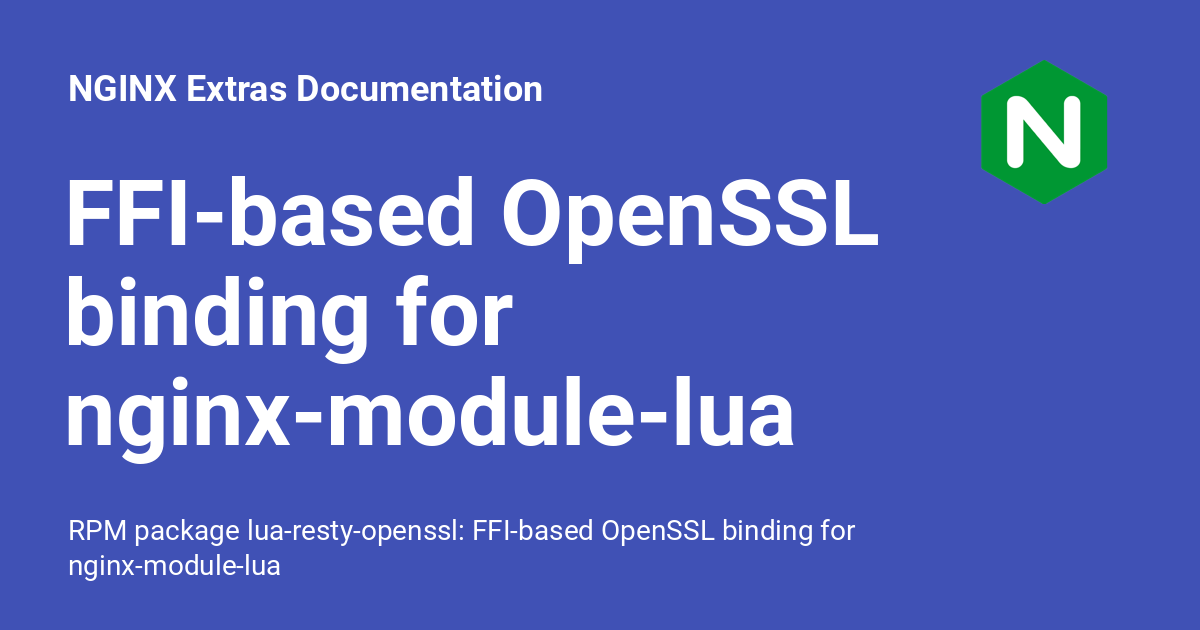 NGINX Extras Documentation
N
FFI-based OpenSSL
binding for
nginx-module-lua
RPM package lua-resty-openssl: FFI-based OpenSSL binding for
nginx-module-lua